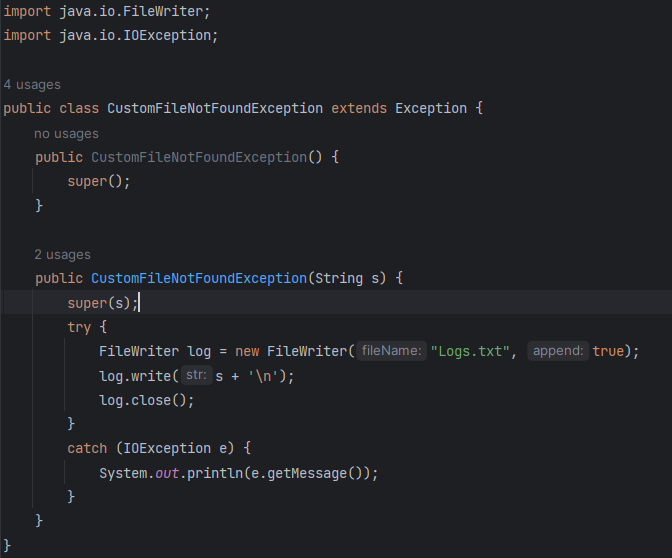 import java.io.FileWriter;
import java.io.IOException;
4 usages
public class CustomFileNotFoundException extends Exception {
no usages
public CustomFileNotFoundException() {
super();
}
2 usages
public CustomFileNotFoundException(String s) {
super(s);
try {
FileWriter log = new FileWriter( fileName: "Logs.txt", append: true);
log.write( str: s + '\n');
log.close();
}
catch (IOException e) {
System.out.println(e.getMessage());
}
}
}